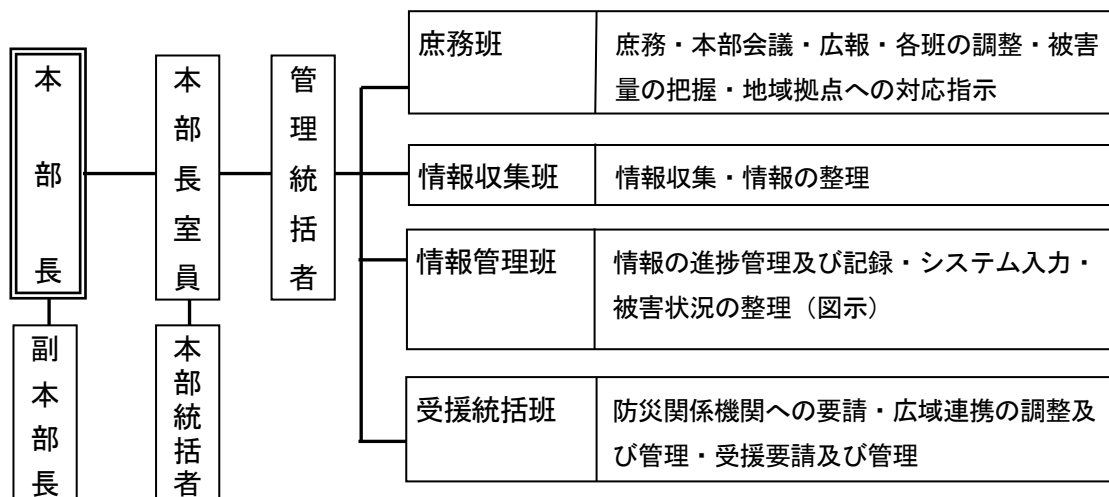 本部長
副本部長
本部長室員
本部統括者
管理統括者
庶務班
庶務・本部会議・広報・各班の調整・被害
量の把握・地域拠点への対応指示
情報収集班
情報収集・情報の整理
情報管理班
情報の進捗管理及び記録・システム入力・
被害状況の整理（図示）
受援統括班
防災関係機関への要請・広域連携の調整及
び管理・受援要請及び管理